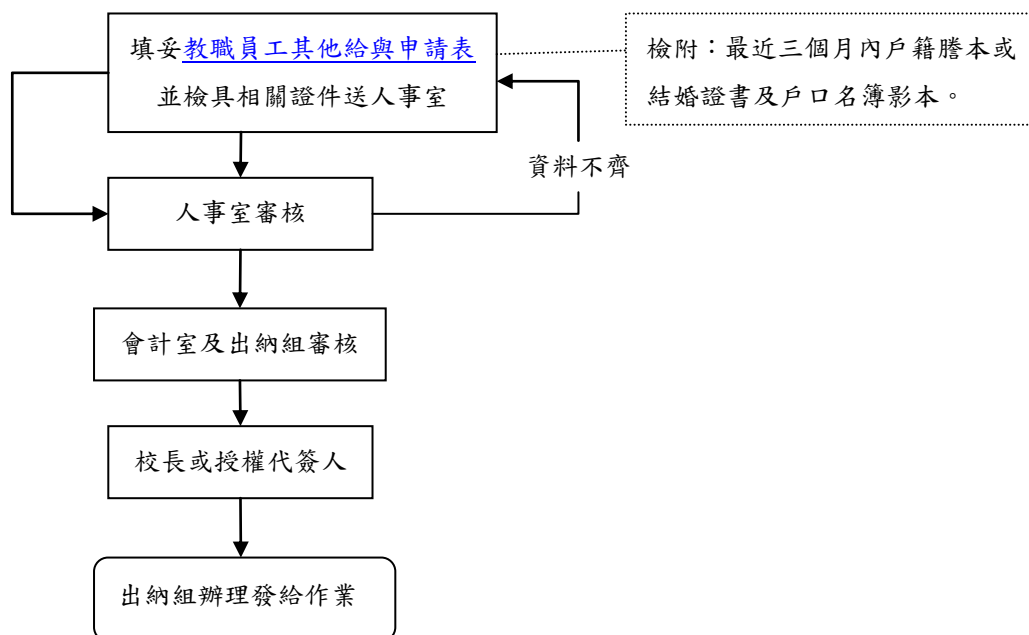 填妥教職員工其他給與申請表
並檢具相關證件送人事室
檢附：最近三個月內戶籍謄本或
結婚證書及戶口名簿影本。
資料不齊
人事室審核
會計室及出納組審核
校長或授權代簽人
出納組辦理發給作業